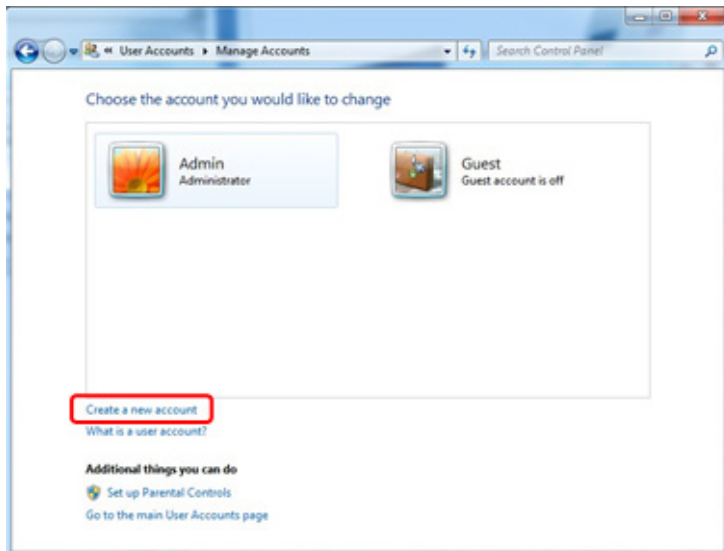 « User Accounts Manage Accounts
Search Control Panel
Choose the account you would like to change
Admin
Administrator
Guest
Guest account is off
Create a new account
What is a user account?
Additional things you can do
Set up Parental Controls
Go to the main User Accounts page